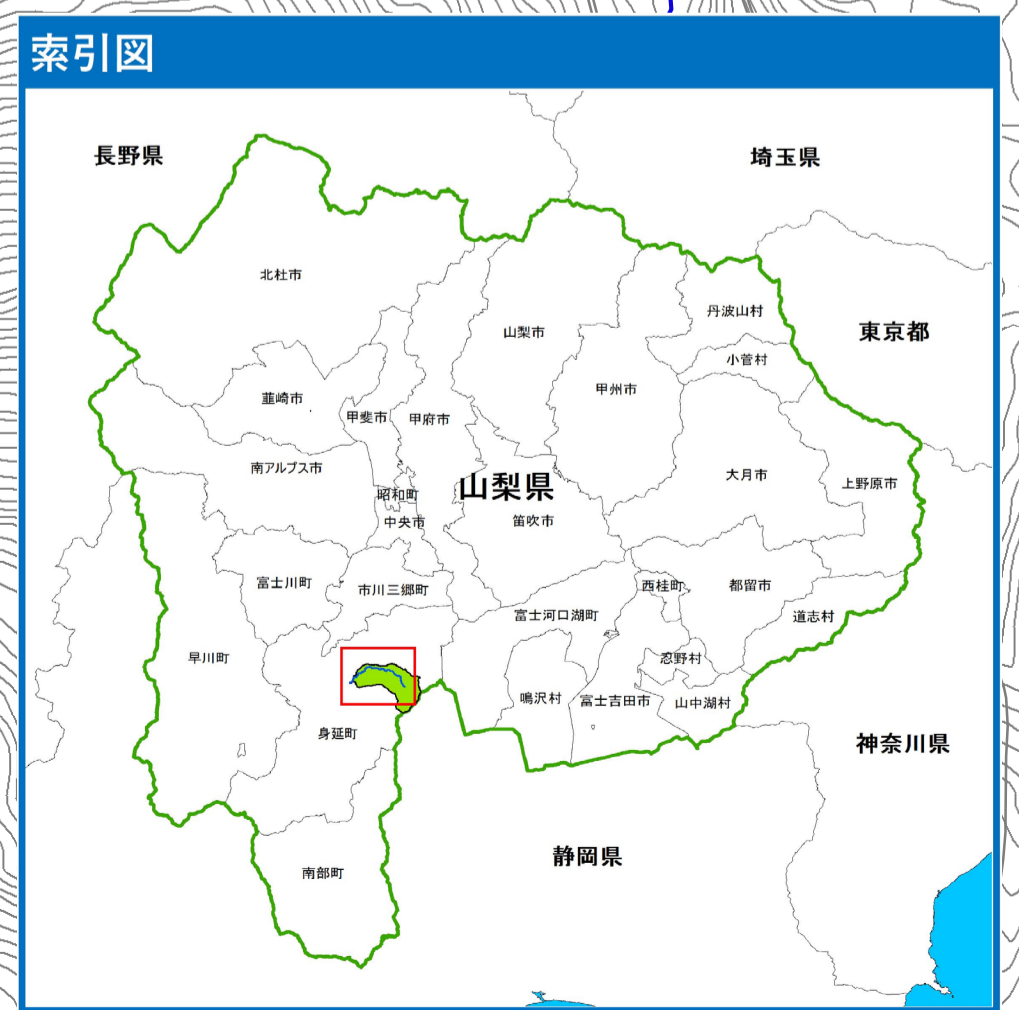 索引図
長野県
埼玉県
北杜市
丹波山村
山梨市
東京都
小菅村
甲州市
韮崎市
甲斐市
甲府市
南アルプス市
大月市
上野原市
山梨県
昭和町
中央市
笛吹市
富士川町
市川三郷町
西桂町
都留市
富士河口湖町
道志村
早川町
忍野村
鳴沢村
富士吉田市
山中湖村
身延町
神奈川県
静岡県
南部町